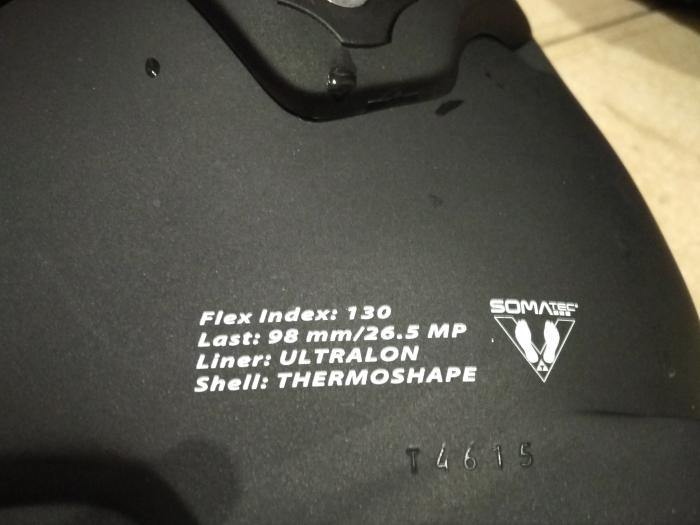 Flex Index: 130
Last: 98 mm/26.5 MP
Liner: ULTRALON
Shell: THERMOSHAPE
SOMATEC
T4615